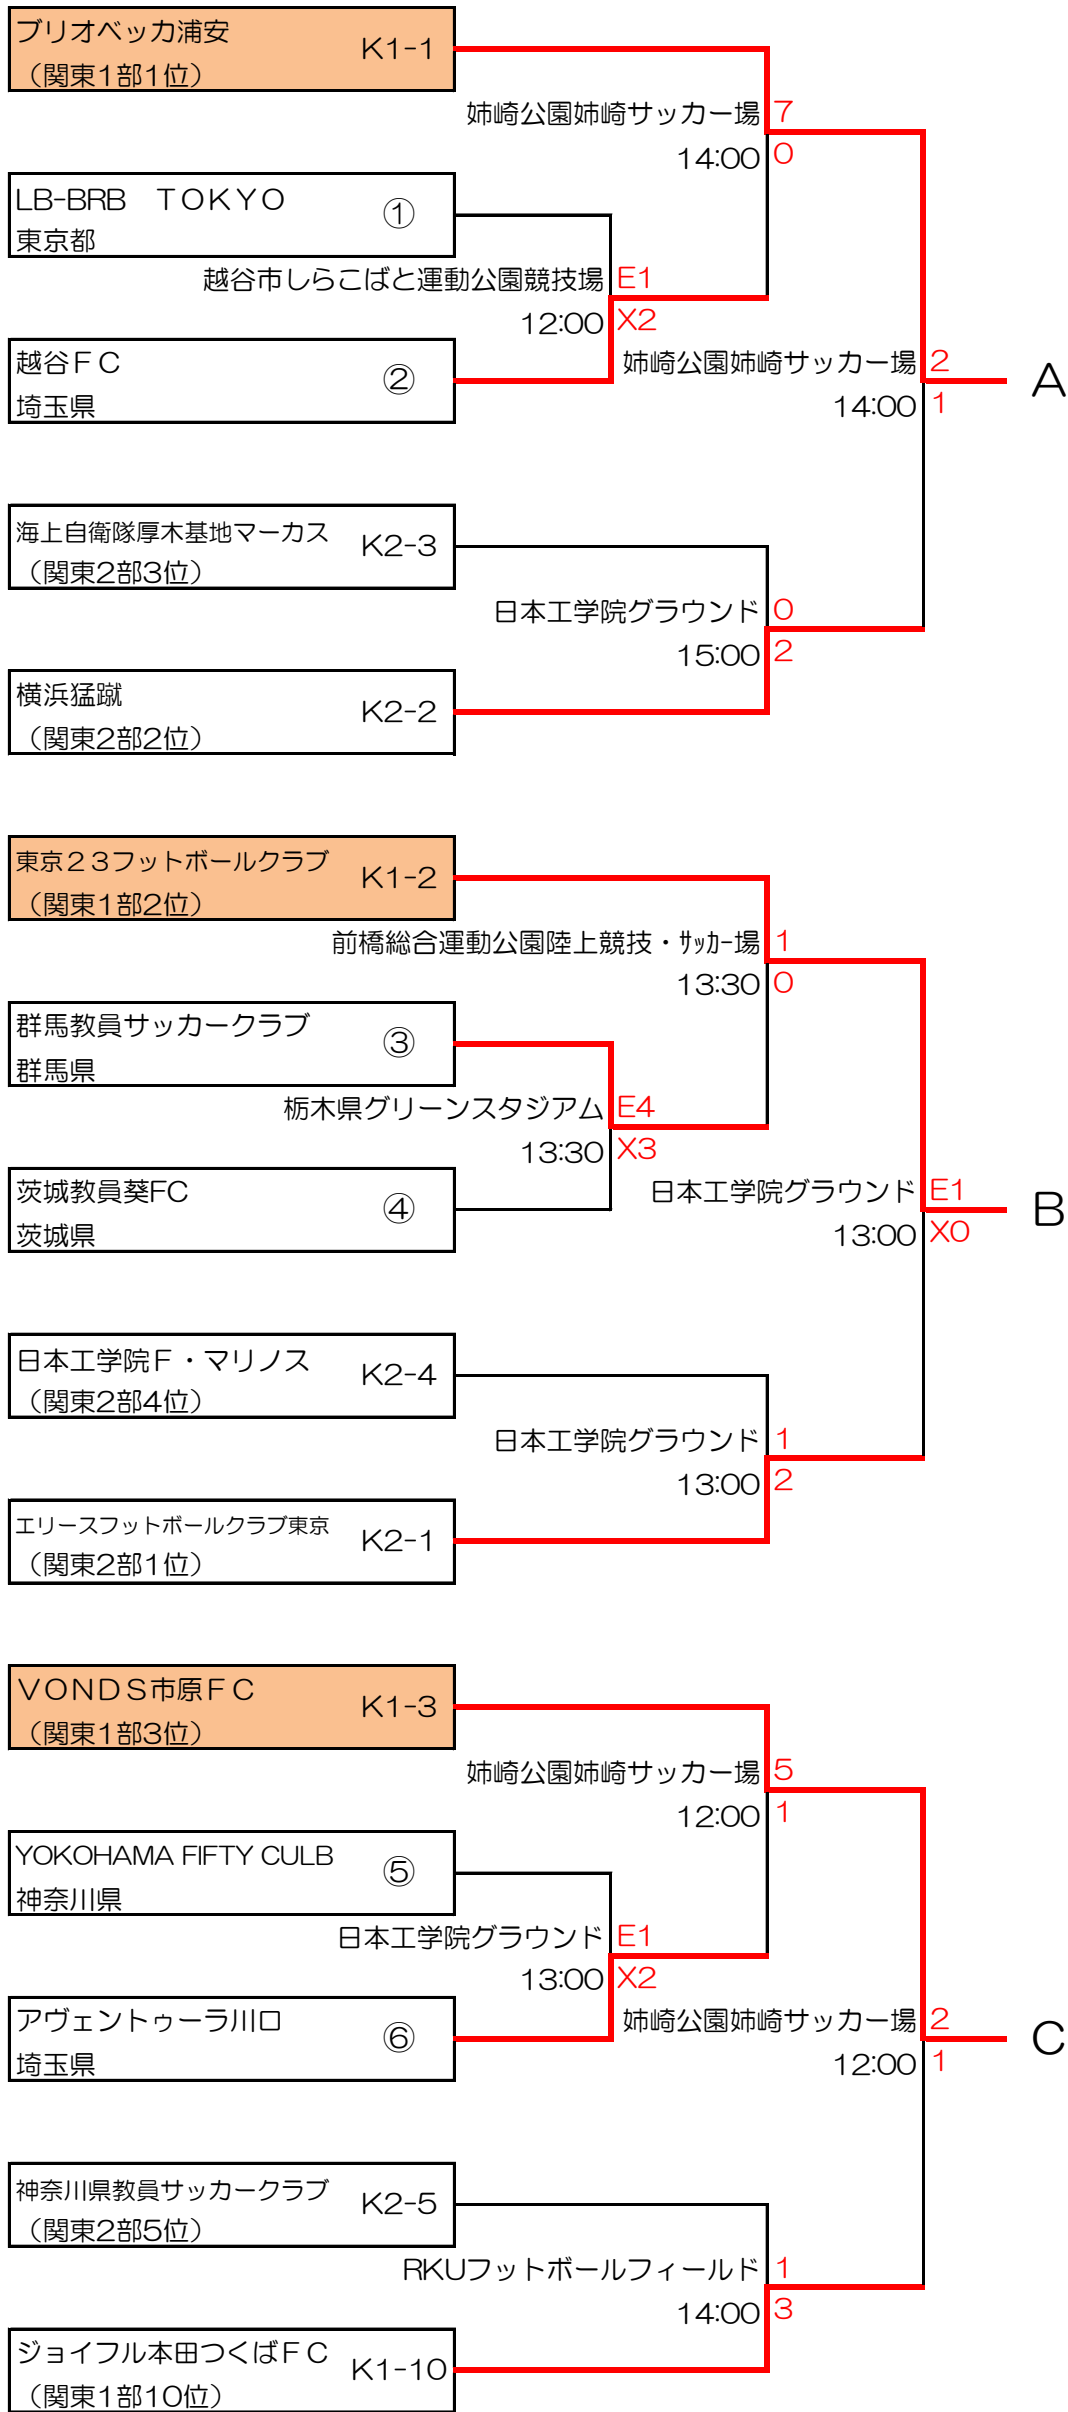 ブリオベッカ浦安
K1-1
（関東1部1位）
姉崎公園姉崎サッカー場 7
14:00 0
LB-BRB　ＴＯＫＹＯ
①
東京都
越谷市しらこばと運動公園競技場 E1
12:00 X2
越谷ＦＣ
②
埼玉県
姉崎公園姉崎サッカー場 2
14:00 1
A
海上自衛隊厚木基地マーカス
K2-3
（関東2部3位）
日本工学院グラウンド 0
15:00 2
横浜猛蹴
K2-2
（関東2部2位）
東京２３フットボールクラブ
K1-2
（関東1部2位）
前橋総合運動公園陸上競技・ｻｯｶｰ場 1
13:30 0
群馬教員サッカークラブ
③
群馬県
栃木県グリーンスタジアム E4
13:30 X3
茨城教員葵FC
④
茨城県
日本工学院グラウンド E1
13:00 X0
B
日本工学院Ｆ・マリノス
K2-4
（関東2部4位）
日本工学院グラウンド 1
13:00 2
エリースフットボールクラブ東京
K2-1
（関東2部1位）
ＶＯＮＤＳ市原ＦＣ
K1-3
（関東1部3位）
姉崎公園姉崎サッカー場 5
12:00 1
YOKOHAMA FIFTY CULB
⑤
神奈川県
日本工学院グラウンド E1
13:00 X2
アヴェントゥーラ川口
⑥
埼玉県
姉崎公園姉崎サッカー場 2
12:00 1
C
神奈川県教員サッカークラブ
K2-5
（関東2部5位）
RKUフットボールフィールド 1
14:00 3
ジョイフル本田つくばＦＣ
K1-10
（関東1部10位）